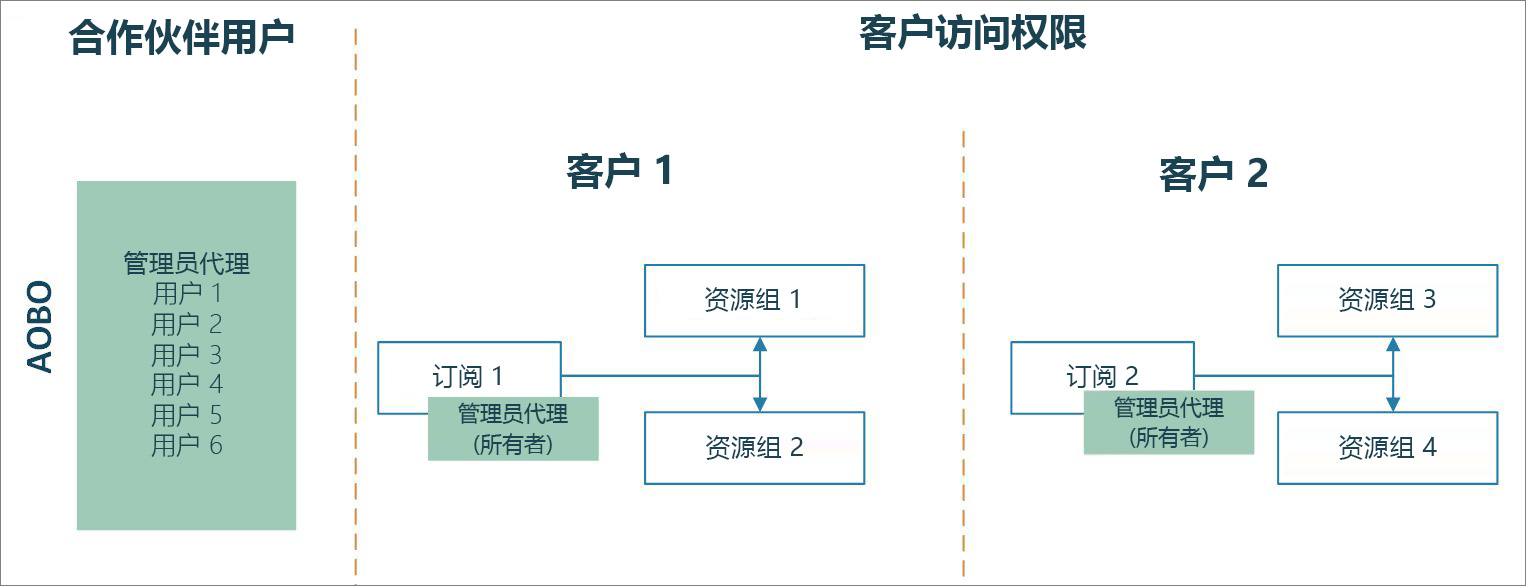 合作伙伴用户
客户访问权限
AOBO
管理员代理
用户 1
用户 2
用户 3
用户 4
用户 5
用户 6
客户 1
订阅 1
管理员代理
(所有者)
资源组 1
资源组 2
客户 2
订阅 2
管理员代理
(所有者)
资源组 3
资源组 4